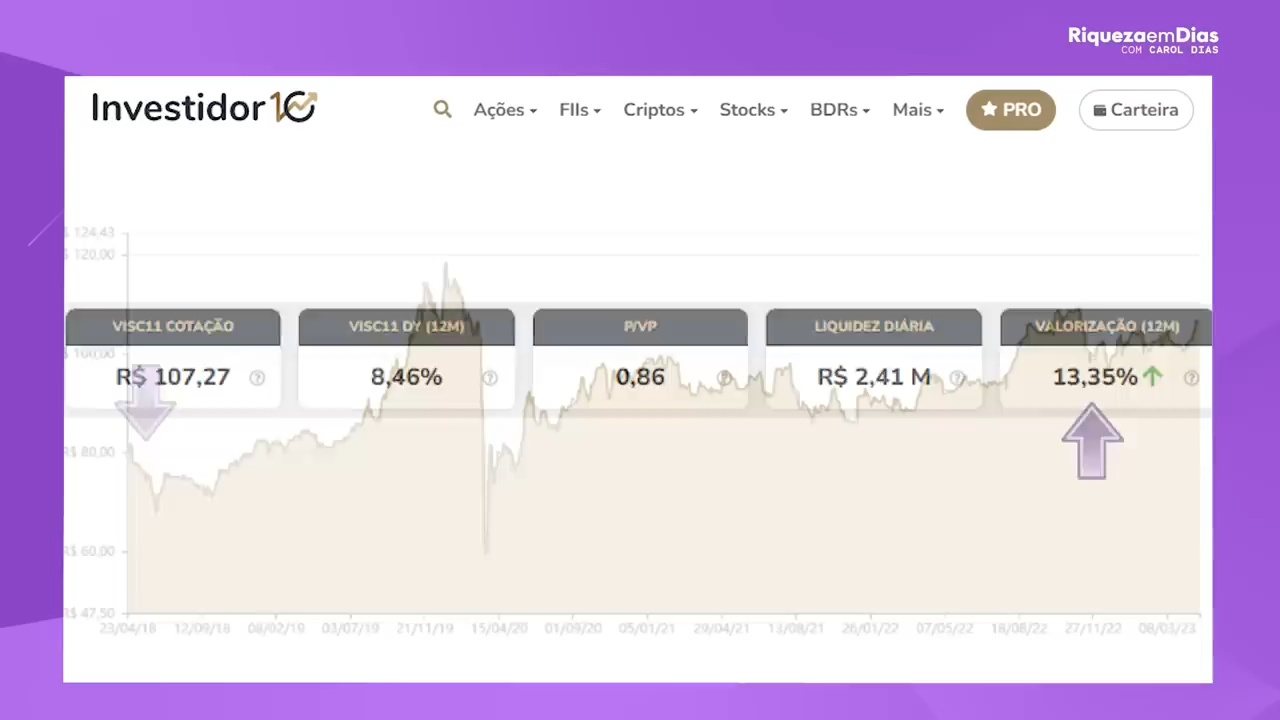 RiquezaemDias
COM CAROL DIAS
Investidor 10
Ações
FIIs
Criptos
Stocks
BDRs
Mais
PRO
Carteira
$ 124,43
$ 120,00
VISC11 COTAÇÃO
VISC11 DY (12M)
P/VP
LIQUIDEZ DIÁRIA
VALORIZAÇÃO (12M)
$ 100,00
R$ 107,27
8,46%
0,86
R$ 2,41 M
13,35%
R$ 80,00
R$ 60,00
R$ 47,50
23/04/18 12/09/18 08/02/19 03/07/19 21/11/19 15/04/20 01/09/20 05/01/21 29/04/21 13/08/21 26/01/22 07/05/22 18/08/22 27/11/22 08/03/23